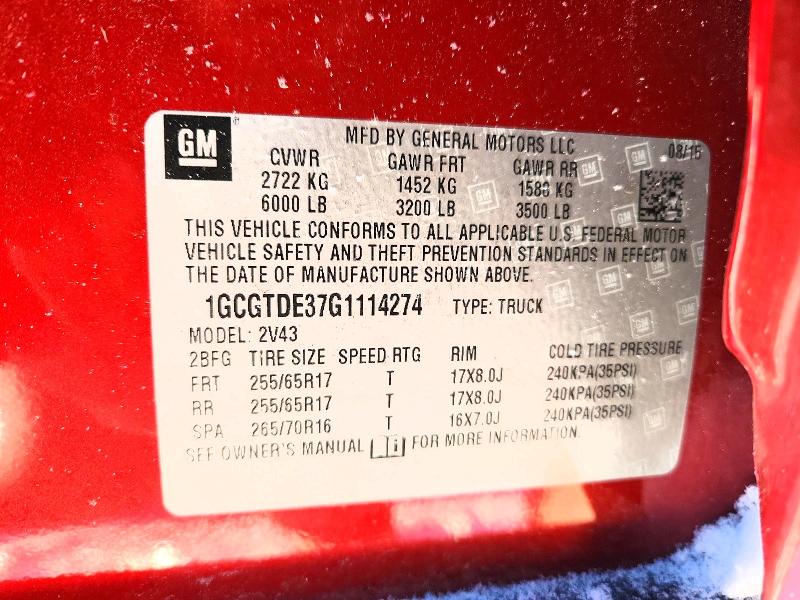 GM
MFD BY GENERAL MOTORS LLC
08/15
CVWR GAWR FRT GAWR RR
2722 KG 1452 KG 1588 KG
6000 LB 3200 LB 3500 LB
THIS VEHICLE CONFORMS TO ALL APPLICABLE U.S. FEDERAL MOTOR
VEHICLE SAFETY AND THEFT PREVENTION STANDARDS IN EFFECT ON
THE DATE OF MANUFACTURE SHOWN ABOVE.
1GCGTDE37G1114274 TYPE: TRUCK
MODEL: 2V43
2BFG TIRE SIZE SPEED RTG RIM COLD TIRE PRESSURE
FRT 255/65R17 T 17X8.0J 240KPA(35PSI)
RR 255/65R17 T 17X8.0J 240KPA(35PSI)
SPA 265/70R16 T 16X7.0J 240KPA(35PSI)
SEE OWNER'S MANUAL FOR MORE INFORMATION.